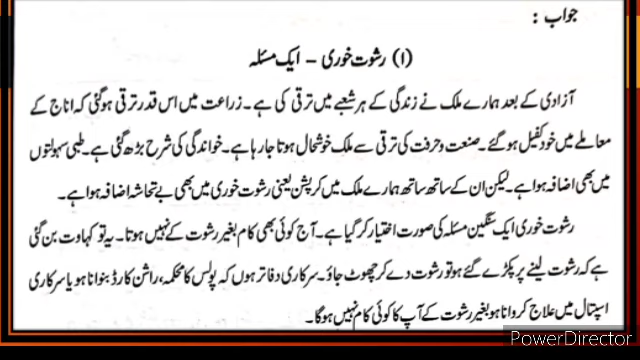 جواب :
(۱) رشوت خوری – ایک مسئلہ
آزادی کے بعد ہمارے ملک نے زندگی کے ہر شعبے میں ترقی کی ہے۔ زراعت میں اس قدر ترقی ہوگئی کہ اناج کے
معاملے میں خود کفیل ہو گئے۔ صنعت و حرفت کی ترقی سے ملک خوشحال ہوتا جارہا ہے۔ خواندگی کی شرح بڑھ گئی ہے۔ طبی سہولتوں
میں بھی اضافہ ہوا ہے۔ لیکن ان کے ساتھ ساتھ ہمارے ملک میں کرپشن یعنی رشوت خوری میں بھی بے تحاشہ اضافہ ہوا ہے۔
رشوت خوری ایک سنگین مسئلہ کی صورت اختیار کر گیا ہے۔ آج کوئی بھی کام بغیر رشوت کے نہیں ہوتا۔ یہ تو کہاوت بن گئی
ہے کہ رشوت لینے پر پکڑے گئے ہو تو رشوت دے کر چھوٹ جاؤ۔ سرکاری دفاتر ہوں کہ پولس کا محکمہ، راشن کارڈ بنوانا ہو یا سرکاری
اسپتال میں علاج کروانا ہو بغیر رشوت کے آپ کا کوئی کام نہیں ہوگا۔
PowerDirector